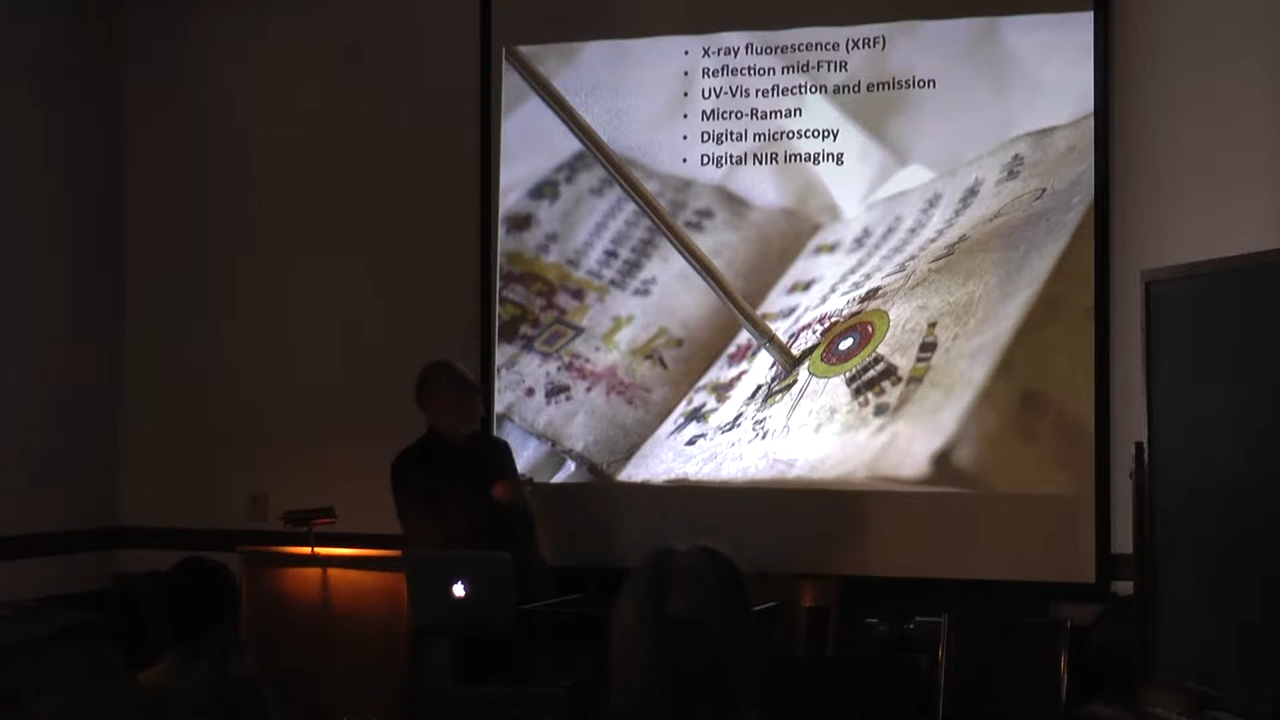 • X-ray fluorescence (XRF)
• Reflection mid-FTIR
• UV-Vis reflection and emission
• Micro-Raman
• Digital microscopy
• Digital NIR imaging